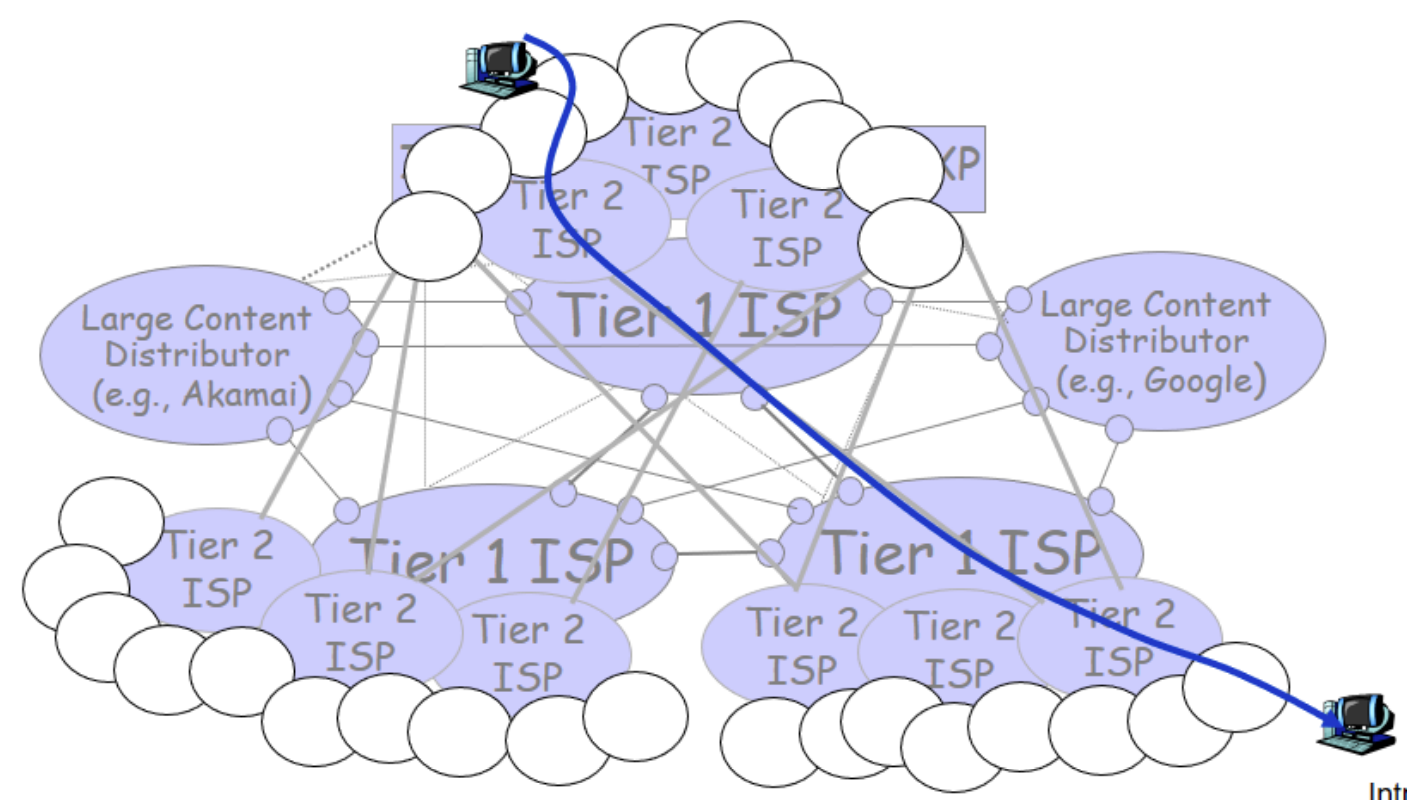 Tier 2
ISP
XP
Tier 2
ISP
Tier 2
ISP
Tier 1 ISP
Large Content
Distributor
(e.g., Akamai)
Large Content
Distributor
(e.g., Google)
Tier 2
ISP
Tier 1 ISP
Tier 1 ISP
Tier 2
ISP
Tier 2
ISP
Tier 2
ISP
Tier 2
ISP
Tier 2
ISP
Intr